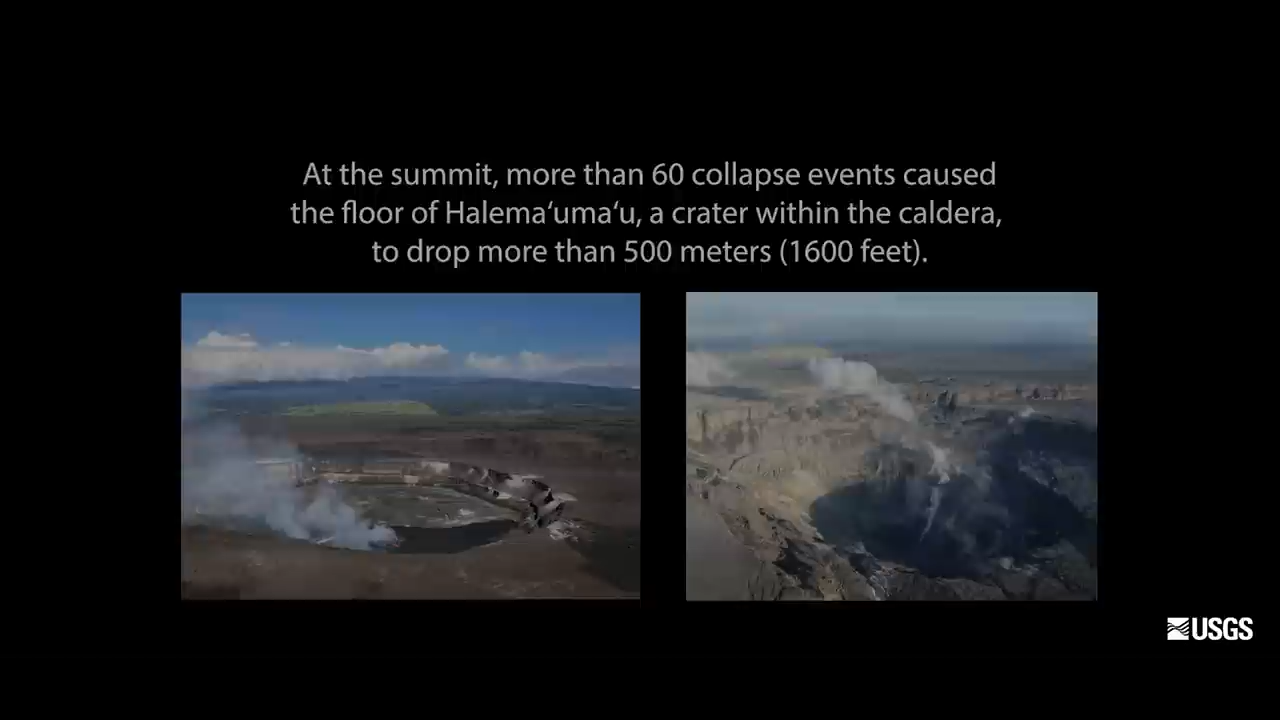 At the summit, more than 60 collapse events caused
the floor of Halema‘uma‘u, a crater within the caldera,
to drop more than 500 meters (1600 feet).
USGS